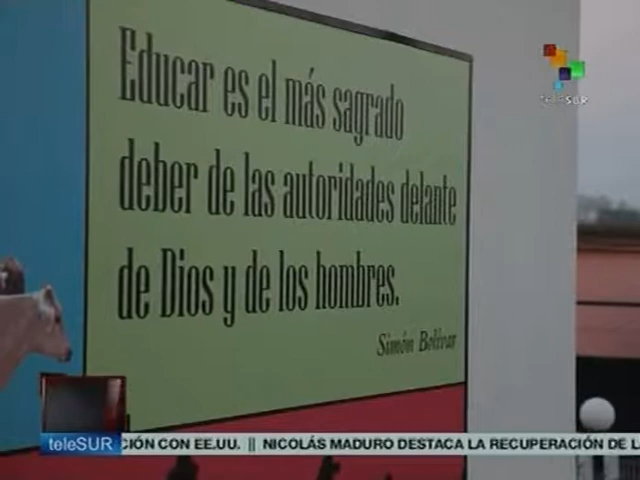 Educar es el más sagrado
deber de las autoridades delante
de Dios y de los hombres.
Simón Bolívar
teleSUR
teleSUR
CIÓN CON EE.UU. || NICOLÁS MADURO DESTACA LA RECUPERACIÓN DE L